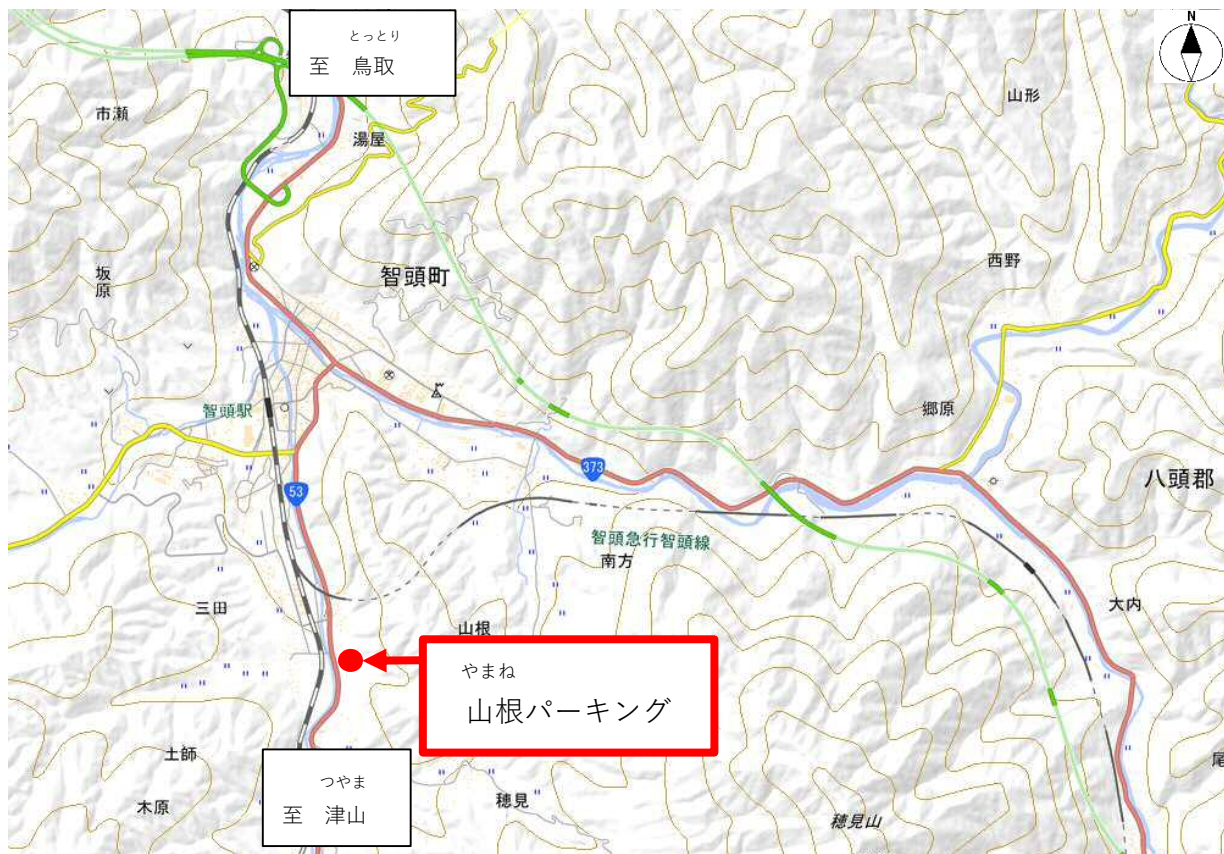 N
とっとり
至 鳥取
山形
市瀬
湯屋
西野
坂原
智頭町
智頭駅
郷原
373
八頭郡
53
智頭急行智頭線
南方
三田
大内
山根
やまね
山根パーキング
土師
つやま
至 津山
尾
木原
穂見
穂見山